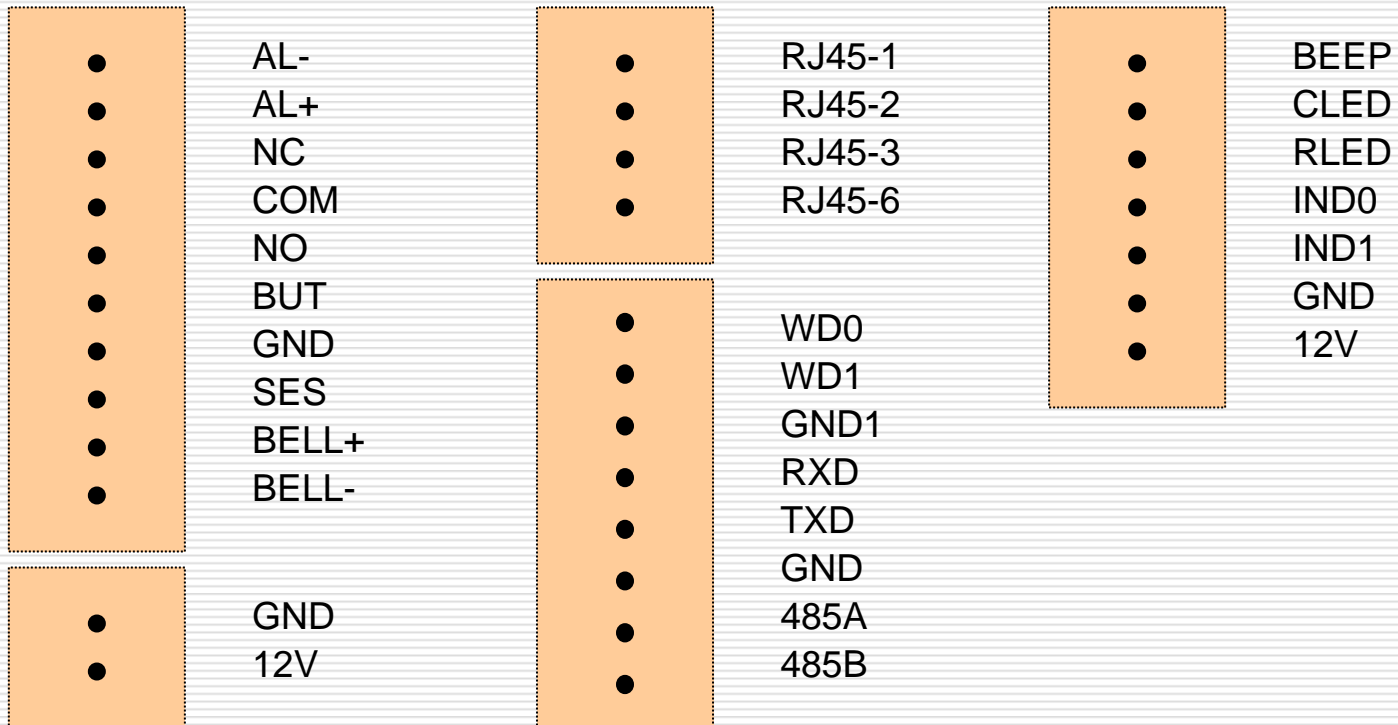 AL-
AL+
NC
COM
NO
BUT
GND
SES
BELL+
BELL-
GND
12V
RJ45-1
RJ45-2
RJ45-3
RJ45-6
WD0
WD1
GND1
RXD
TXD
GND
485A
485B
BEEP
CLED
RLED
IND0
IND1
GND
12V